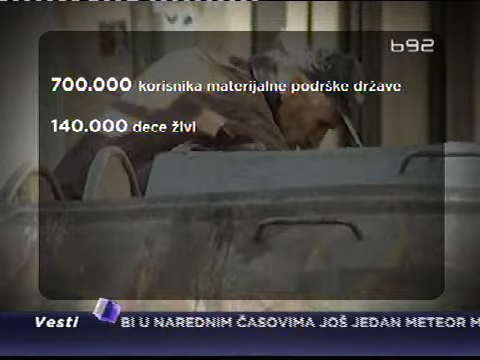 b92
700.000 korisnika materijalne podrške države
140.000 dece živi
Vesti BI U NAREDNIM ČASOVIMA JOŠ JEDAN METEOR M